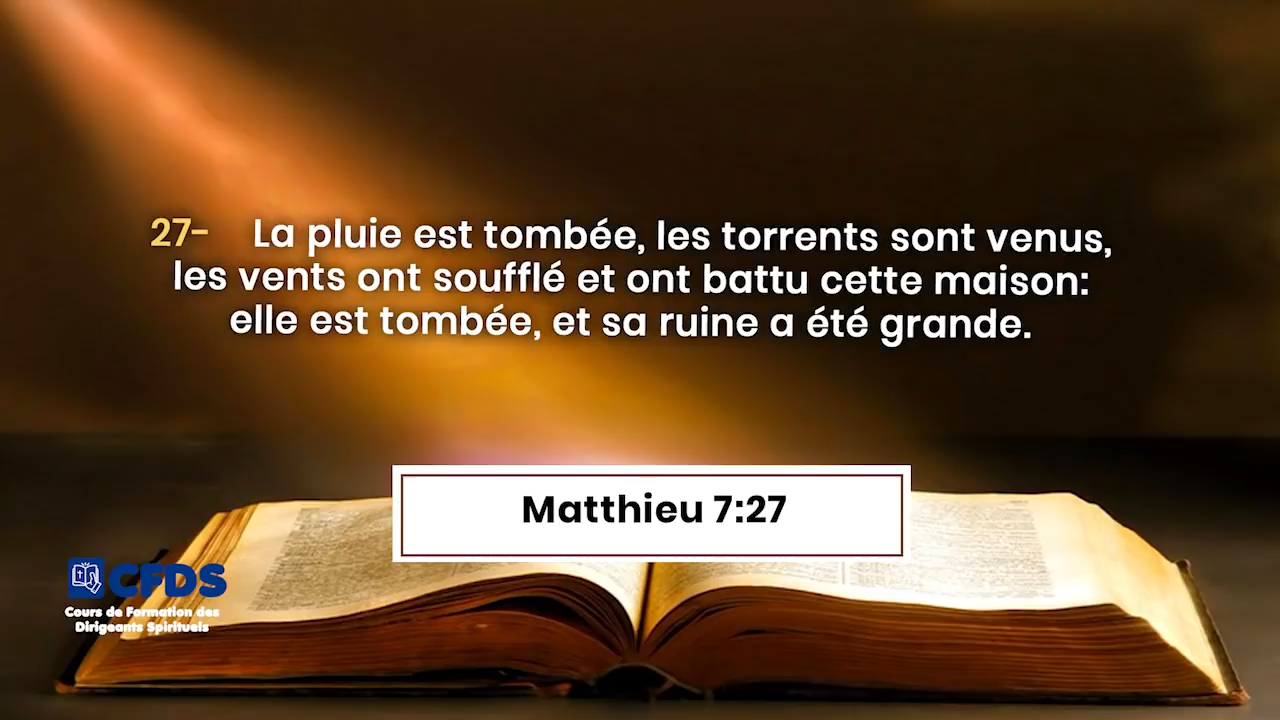 27- La pluie est tombée, les torrents sont venus,
les vents ont soufflé et ont battu cette maison:
elle est tombée, et sa ruine a été grande.
Matthieu 7:27
CFDS
Cours de Formation des
Dirigeants Spirituels